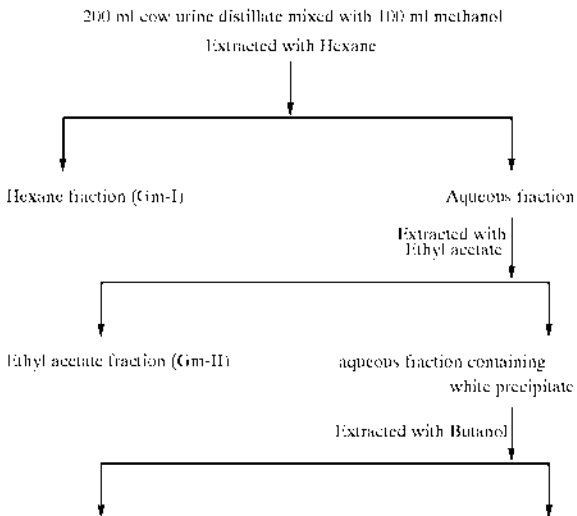 200 ml cow urine distillate mixed with 100 ml methanol
Extracted with Hexane
Hexane fraction (Gm-I)
Aqueous fraction
Extracted with
Ethyl acetate
Ethyl acetate fraction (Gm-II)
aqueous fraction containing
white precipitate
Extracted with Butanol